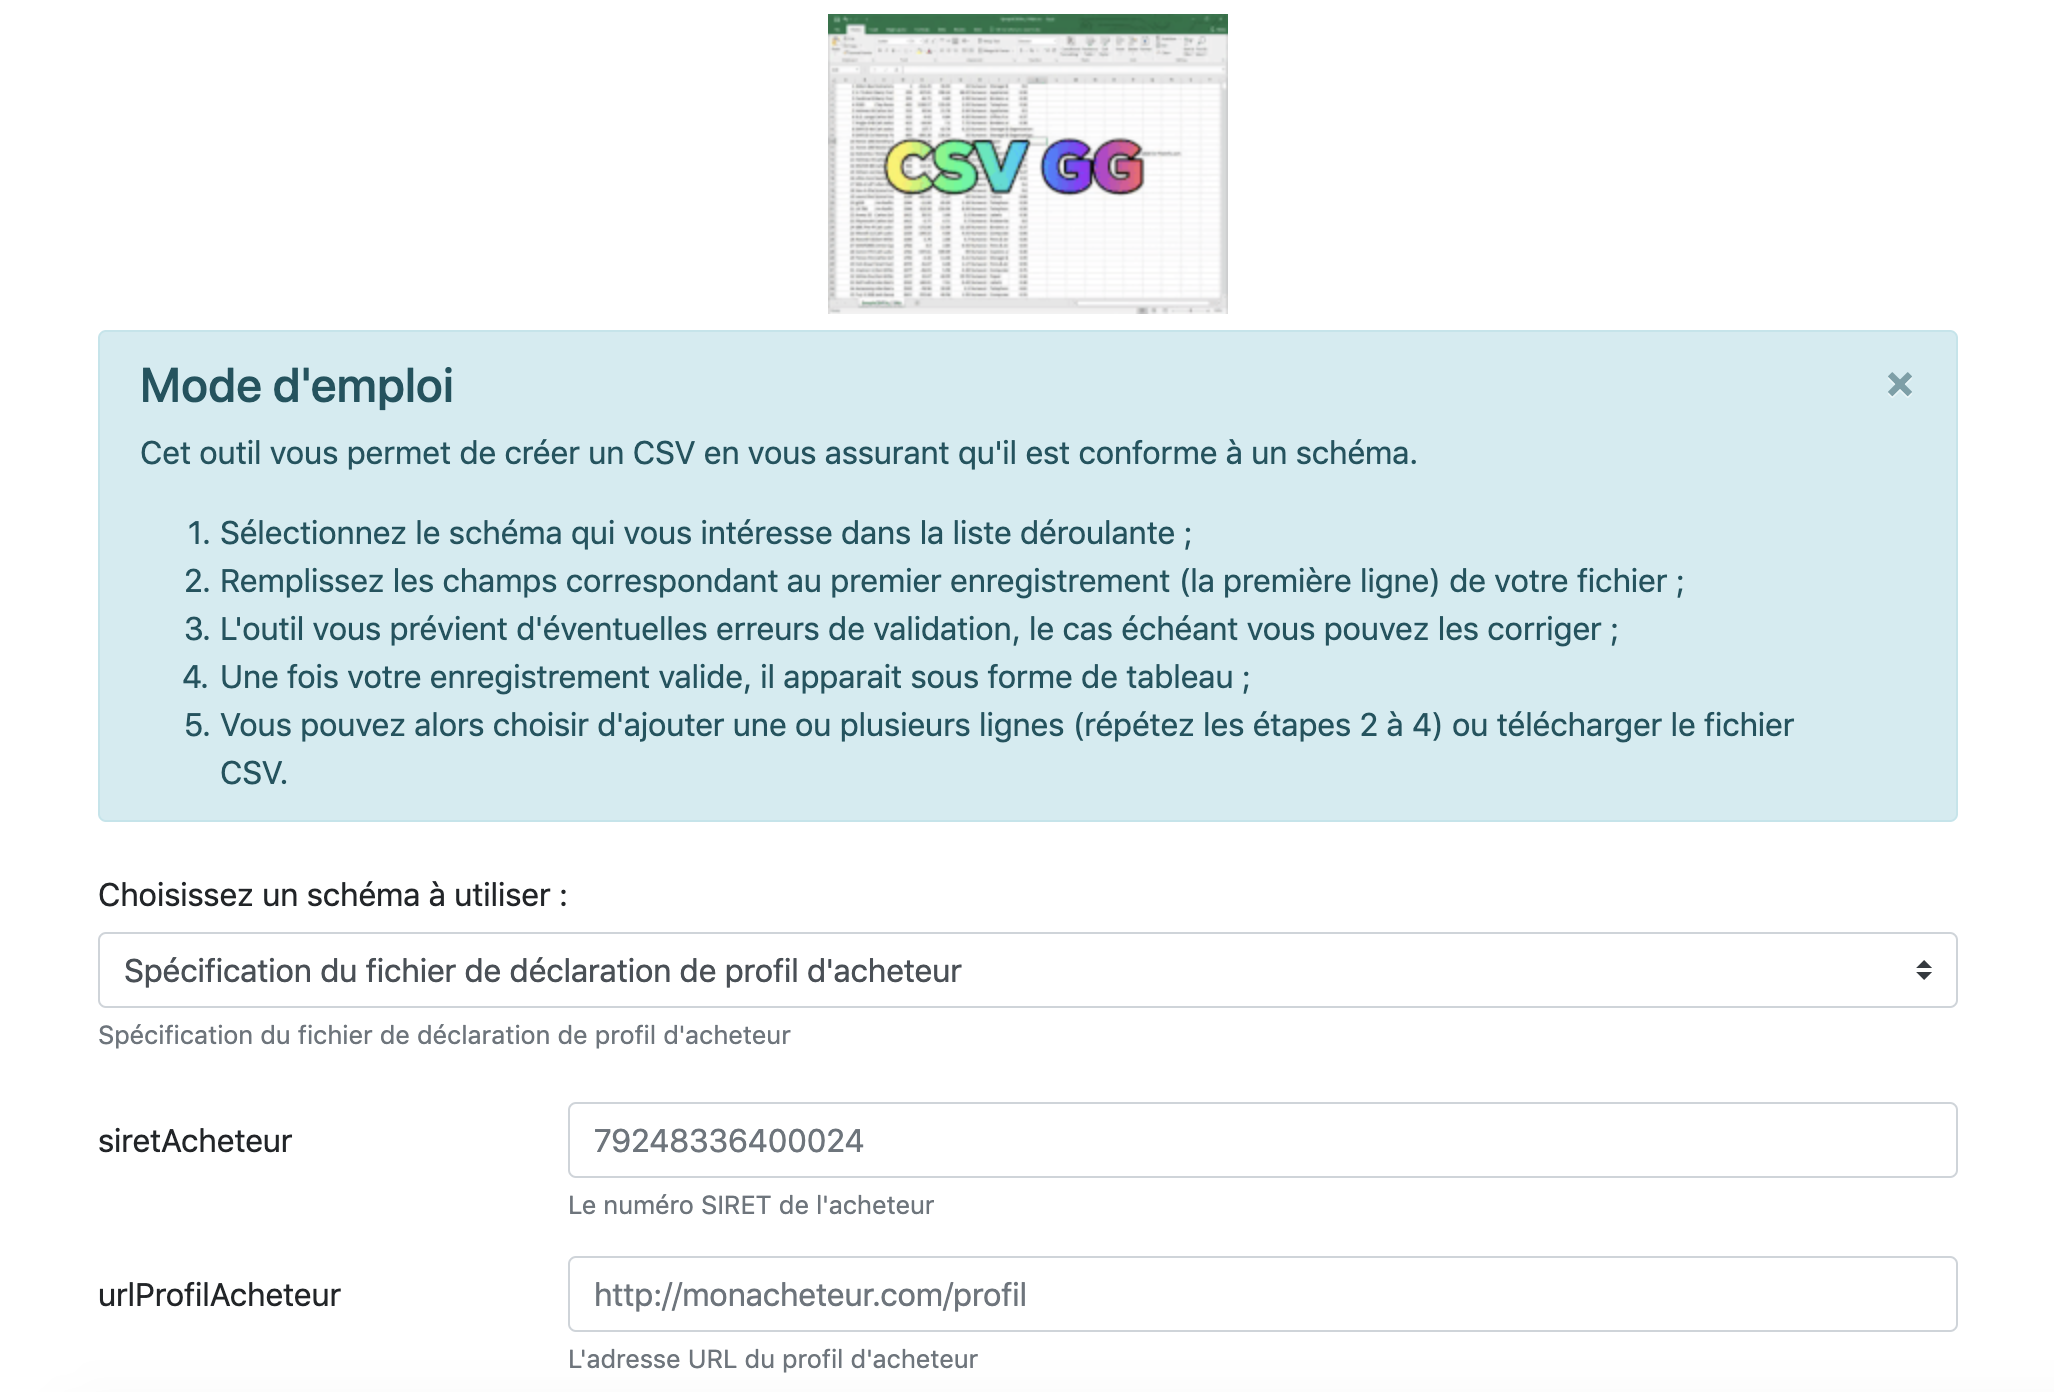 CSV GG
Mode d'emploi
Cet outil vous permet de créer un CSV en vous assurant qu'il est conforme à un schéma.
1. Sélectionnez le schéma qui vous intéresse dans la liste déroulante ;
2. Remplissez les champs correspondant au premier enregistrement (la première ligne) de votre fichier ;
3. L'outil vous prévient d'éventuelles erreurs de validation, le cas échéant vous pouvez les corriger ;
4. Une fois votre enregistrement valide, il apparait sous forme de tableau ;
5. Vous pouvez alors choisir d'ajouter une ou plusieurs lignes (répétez les étapes 2 à 4) ou télécharger le fichier
CSV.
Choisissez un schéma à utiliser :
Spécification du fichier de déclaration de profil d'acheteur
Spécification du fichier de déclaration de profil d'acheteur
siretAcheteur
79248336400024
Le numéro SIRET de l'acheteur
urlProfilAcheteur
http://monacheteur.com/profil
L'adresse URL du profil d'acheteur